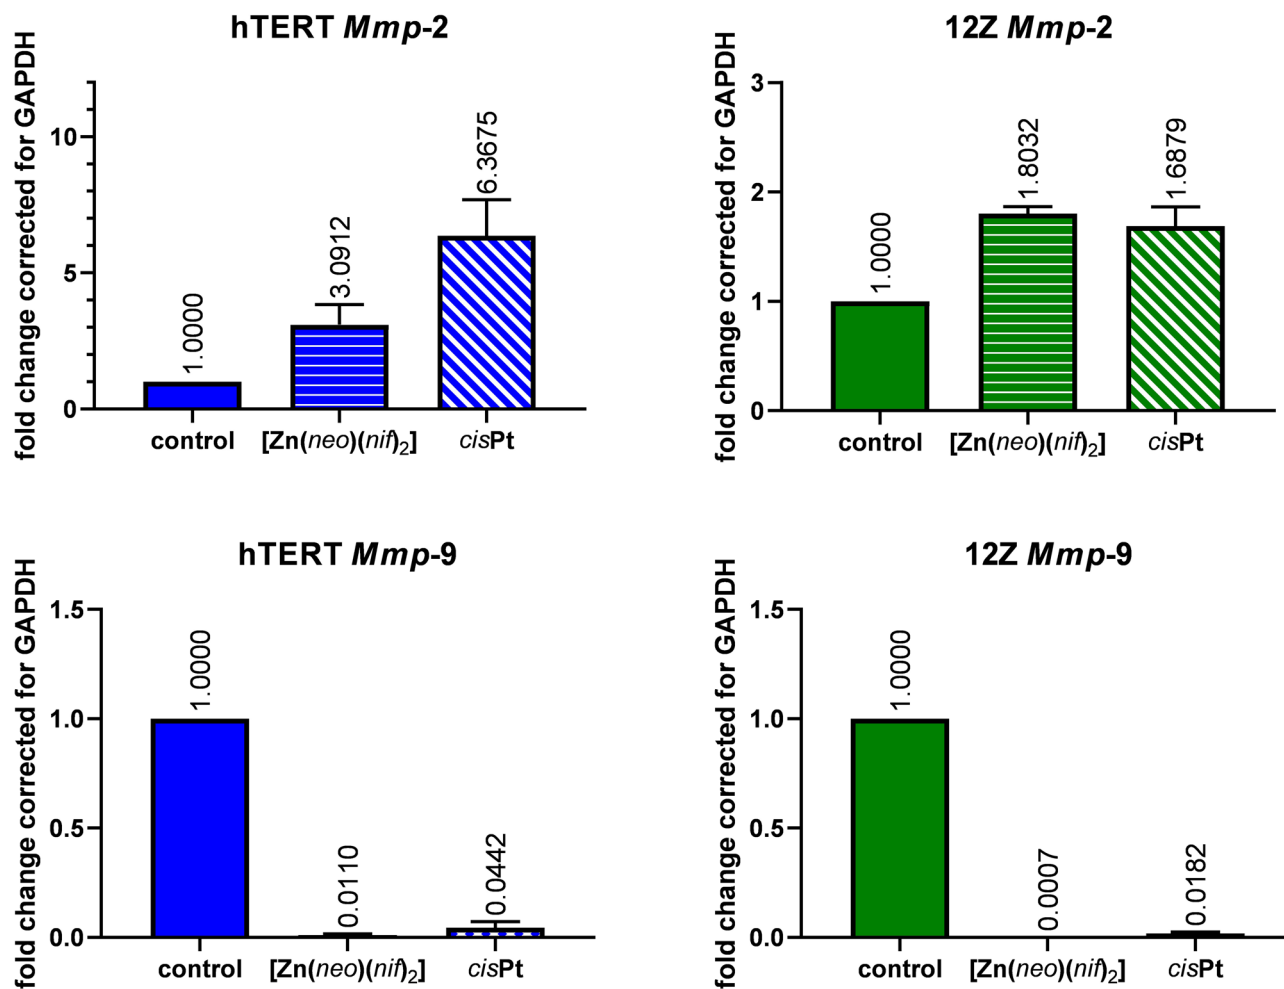 hTERT Mmp-2
fold change corrected for GAPDH
10
5
0
1.0000
3.0912
6.3675
control
[Zn(neo)(nif)₂]
cisPt
12Z Mmp-2
fold change corrected for GAPDH
3
2
1
0
1.0000
1.8032
1.6879
control
[Zn(neo)(nif)₂]
cisPt
hTERT Mmp-9
fold change corrected for GAPDH
1.5
1.0
0.5
0.0
1.0000
0.0110
0.0442
control
[Zn(neo)(nif)₂]
cisPt
12Z Mmp-9
fold change corrected for GAPDH
1.5
1.0
0.5
0.0
1.0000
0.0007
0.0182
control
[Zn(neo)(nif)₂]
cisPt